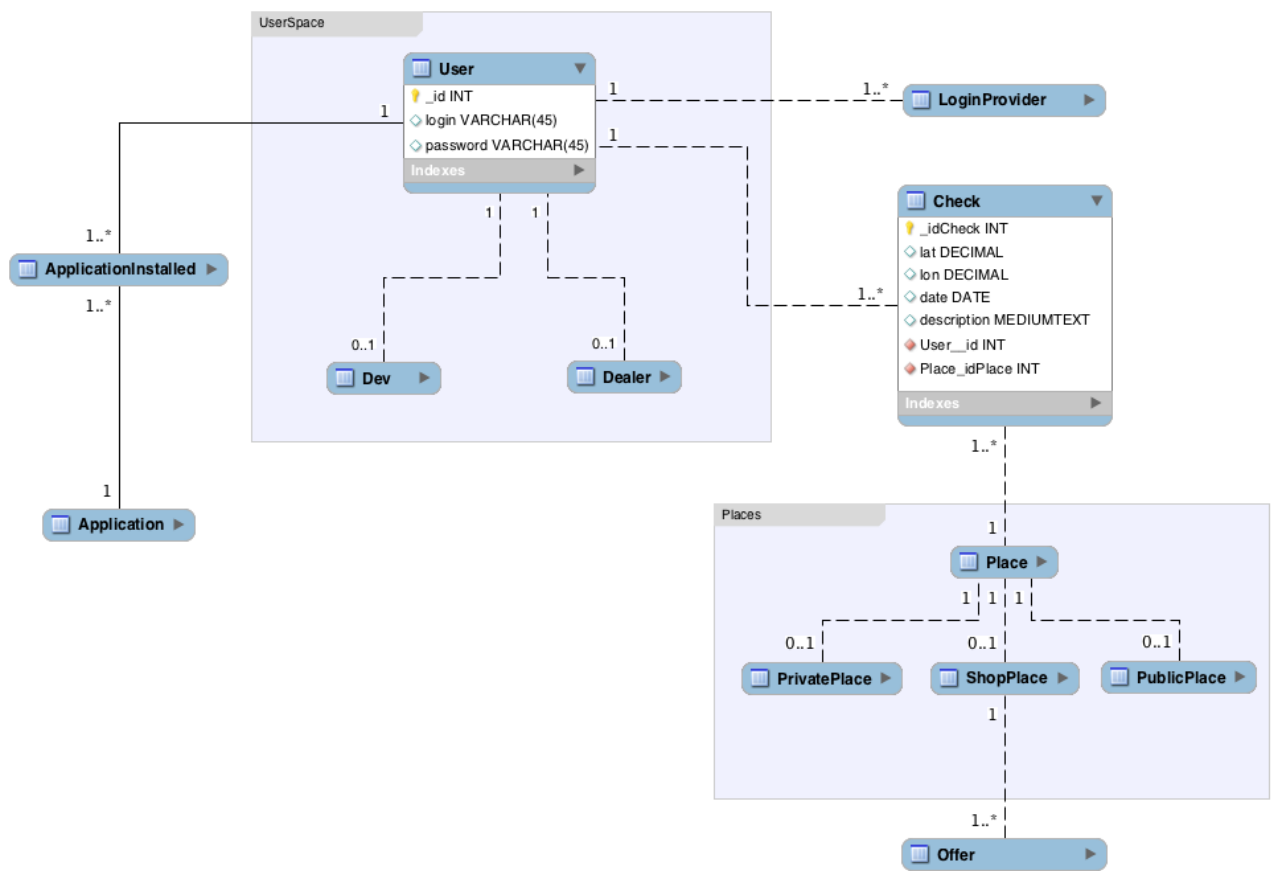 UserSpace
User
_id INT
login VARCHAR(45)
password VARCHAR(45)
Indexes
1
1..*
LoginProvider
1
1
1..*
Check
_idCheck INT
lat DECIMAL
lon DECIMAL
date DATE
description MEDIUMTEXT
User__id INT
Place_idPlace INT
Indexes
1
1
1..*
ApplicationInstalled
1..*
0..1
0..1
Dev
Dealer
1..*
1
Application
Places
1
Place
1
1
1
0..1
0..1
0..1
PrivatePlace
ShopPlace
PublicPlace
1
1..*
Offer